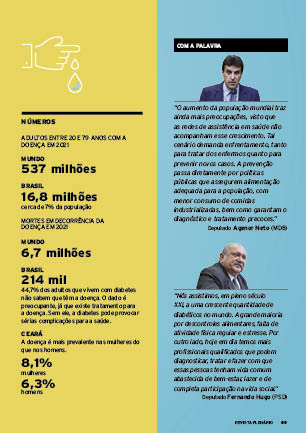 NÚMEROS
ADULTOS ENTRE 20 E 79 ANOS COM A
DOENÇA EM 2021
MUNDO
537 milhões
BRASIL
16,8 milhões
cerca de 7% da população
MORTES EM DECORRÊNCIA DA
DOENÇA EM 2021
MUNDO
6,7 milhões
BRASIL
214 mil
44,7% dos adultos que vivem com diabetes
não sabem que têm a doença. O dado é
preocupante, já que existe tratamento para
a doença. Sem ele, a diabetes pode provocar
sérias complicações para a saúde.
CEARÁ
A doença é mais prevalente nas mulheres do
que nos homens.
8,1%
mulheres
6,3%
homens
COM A PALAVRA
"O aumento da população mundial traz
ainda mais preocupações, visto que
as redes de assistência em saúde não
acompanham esse crescimento. Tal
cenário demanda enfrentamento, tanto
para tratar dos enfermos quanto para
prevenir novos casos. A prevenção
passa diretamente por políticas
públicas que assegurem alimentação
adequada para a população, com
menor consumo de comidas
industrializadas, bem como garantam o
diagnóstico e tratamento precoces."
Deputado Agenor Neto (MDB)
"Nós assistimos, em pleno século
XXI, a uma crescente quantidade de
diabéticos no mundo. A grande maioria
por descontroles alimentares, falta de
atividade física regular e estresse. Por
outro lado, hoje em dia temos mais
profissionais qualificados que podem
diagnosticar, tratar e fazer com que
essas pessoas tenham vida comum
abastecida de bem-estar, lazer e de
completa participação na vida social."
Deputado Fernando Hugo (PSD)
REVISTA PLENÁRIO